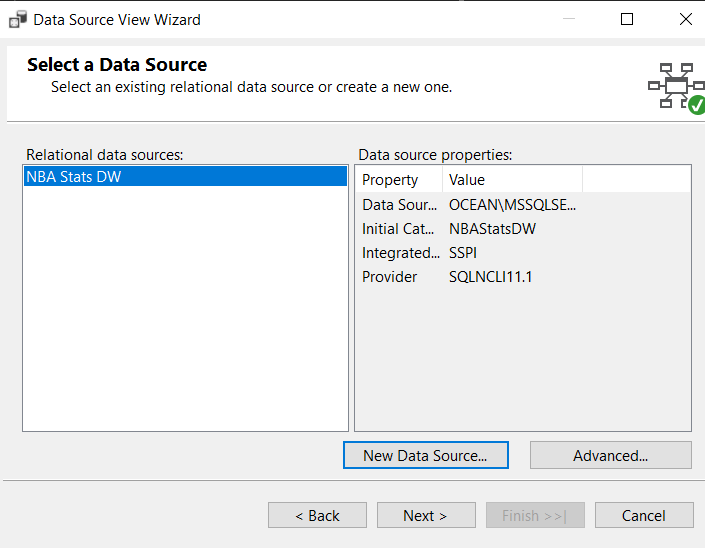 Data Source View Wizard
Select a Data Source
Select an existing relational data source or create a new one.
Relational data sources:
NBA Stats DW
Data source properties:
Property Value
Data Sour... OCEAN\MSSQLSE...
Initial Cat... NBAStatsDW
Integrated... SSPI
Provider SQLNCLI11.1
New Data Source... Advanced...
< Back Next > Finish >>| Cancel